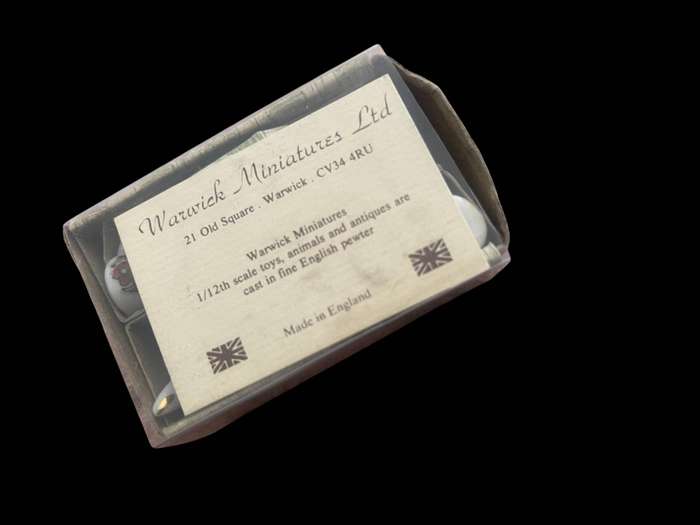 Warwick Miniatures Ltd
21 Old Square . Warwick . CV34 4RU
Warwick Miniatures
1/12th scale toys, animals and antiques are
cast in fine English pewter
Made in England